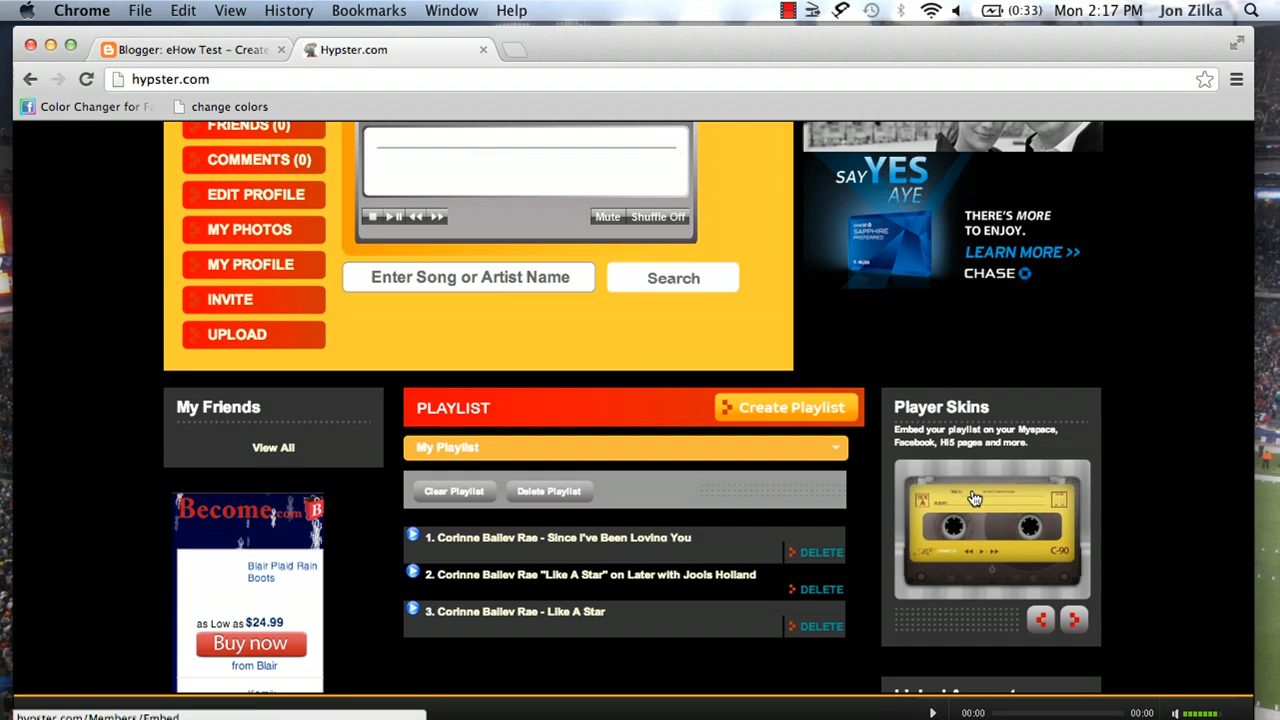 Chrome File Edit View History Bookmarks Window Help (0:33) Mon 2:17 PM Jon Zilka
Blogger: eHow Test – Create × Hypster.com ×
hypster.com
Color Changer for Fa change colors
FRIENDS (0)
COMMENTS (0)
EDIT PROFILE
MY PHOTOS
MY PROFILE
INVITE
UPLOAD
Mute Shuffle Off
Enter Song or Artist Name Search
SAY YES
AYE
THERE'S MORE
TO ENJOY.
LEARN MORE >>
CHASE
My Friends
View All
PLAYLIST Create Playlist
My Playlist
Clear Playlist Delete Playlist
1. Corinne Bailey Rae - Since I've Been Loving You
DELETE
2. Corinne Bailey Rae "Like A Star" on Later with Jools Holland
DELETE
3. Corinne Bailey Rae - Like A Star
DELETE
Player Skins
Embed your playlist on your Myspace,
Facebook, Hi5 pages and more.
A
C-90
Become.com B
Blair Plaid Rain
Boots
as Low as $24.99
Buy now
from Blair
hypster.com/Members/Embed
00:00 00:00